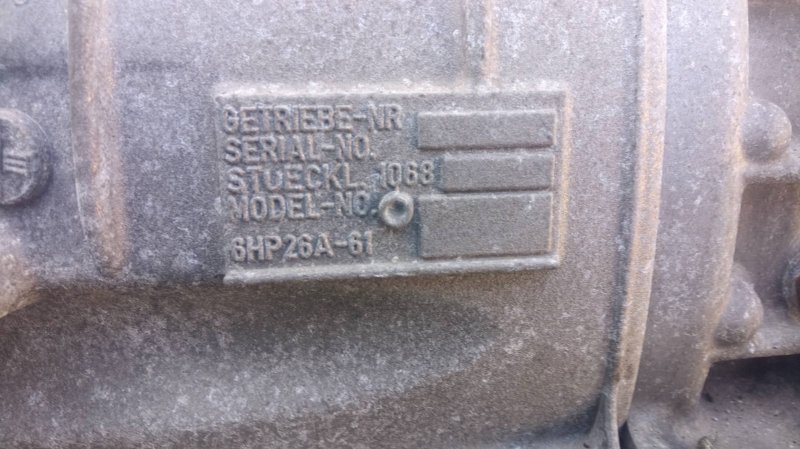 GETRIEBE-NR
SERIAL-NO.
STUECKL. 1068
MODEL-NO.
6HP26A-61